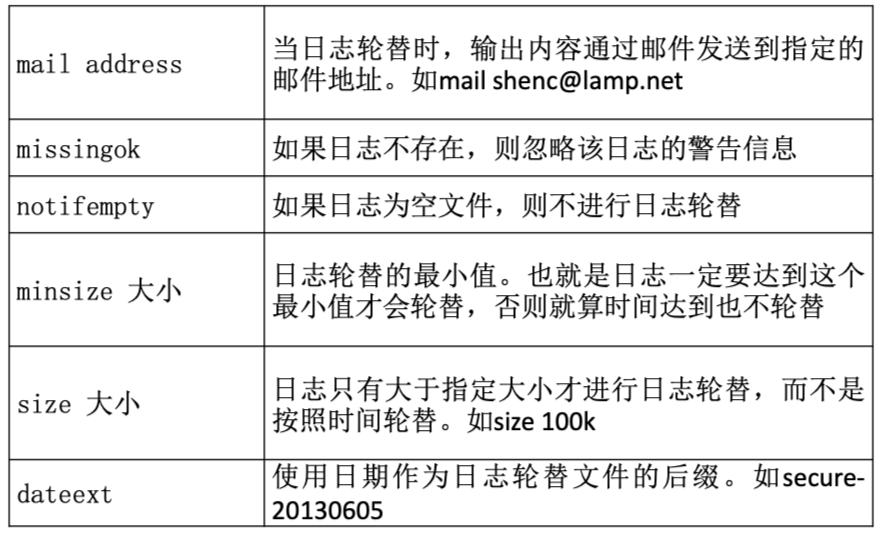 mail address
当日志轮替时，输出内容通过邮件发送到指定的
邮件地址。如mail shenc@lamp.net
missingok
如果日志不存在，则忽略该日志的警告信息
notifempty
如果日志为空文件，则不进行日志轮替
minsize 大小
日志轮替的最小值。也就是日志一定要达到这个
最小值才会轮替，否则就算时间达到也不轮替
size 大小
日志只有大于指定大小才进行日志轮替，而不是
按照时间轮替。如size 100k
dateext
使用日期作为日志轮替文件的后缀。如secure-
20130605